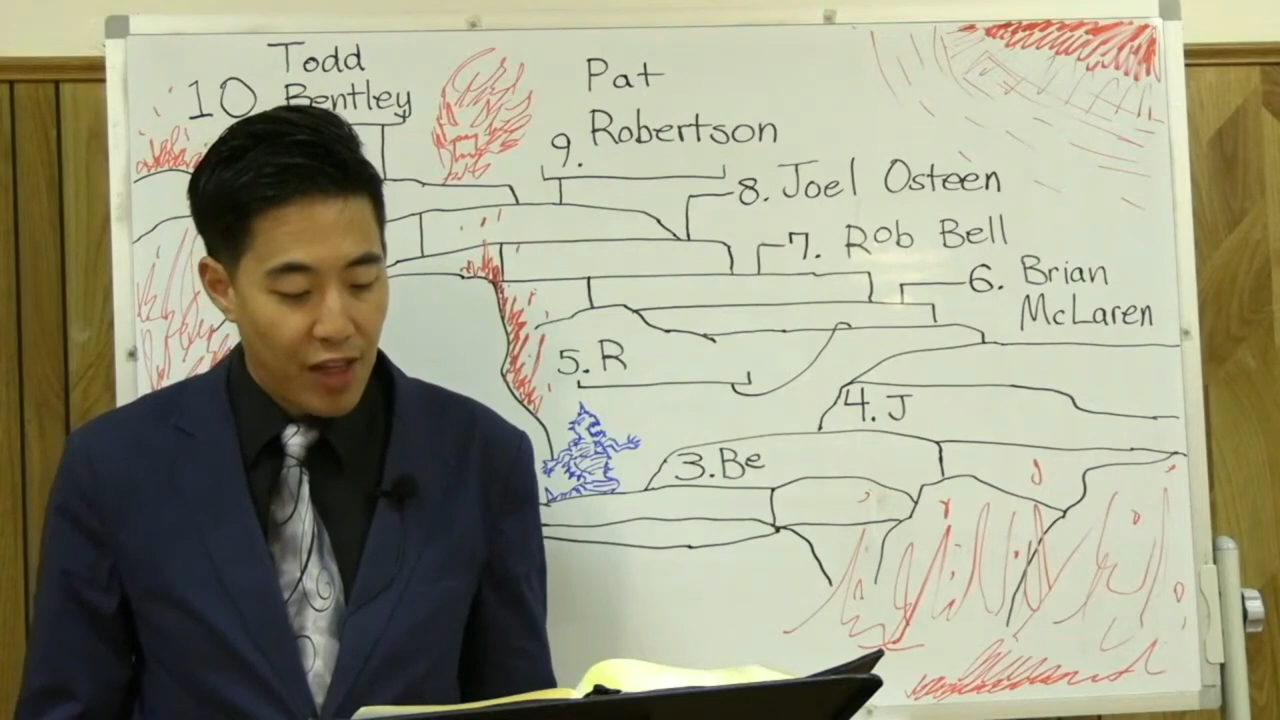 Todd
10 Bentley
Pat
9. Robertson
8. Joel Osteen
7. Rob Bell
6. Brian
McLaren
5. R
4. J
3. Be